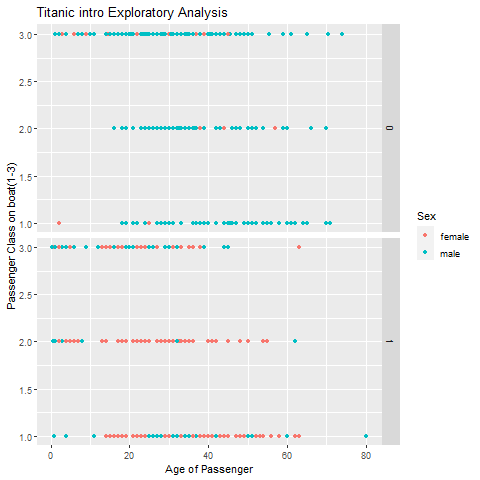 Titanic intro Exploratory Analysis
Passenger Class on boat(1-3)
3.0
2.5
2.0
1.5
1.0
0
3.0
2.5
2.0
1.5
1.0
1
0 20 40 60 80
Age of Passenger
Sex
female
male